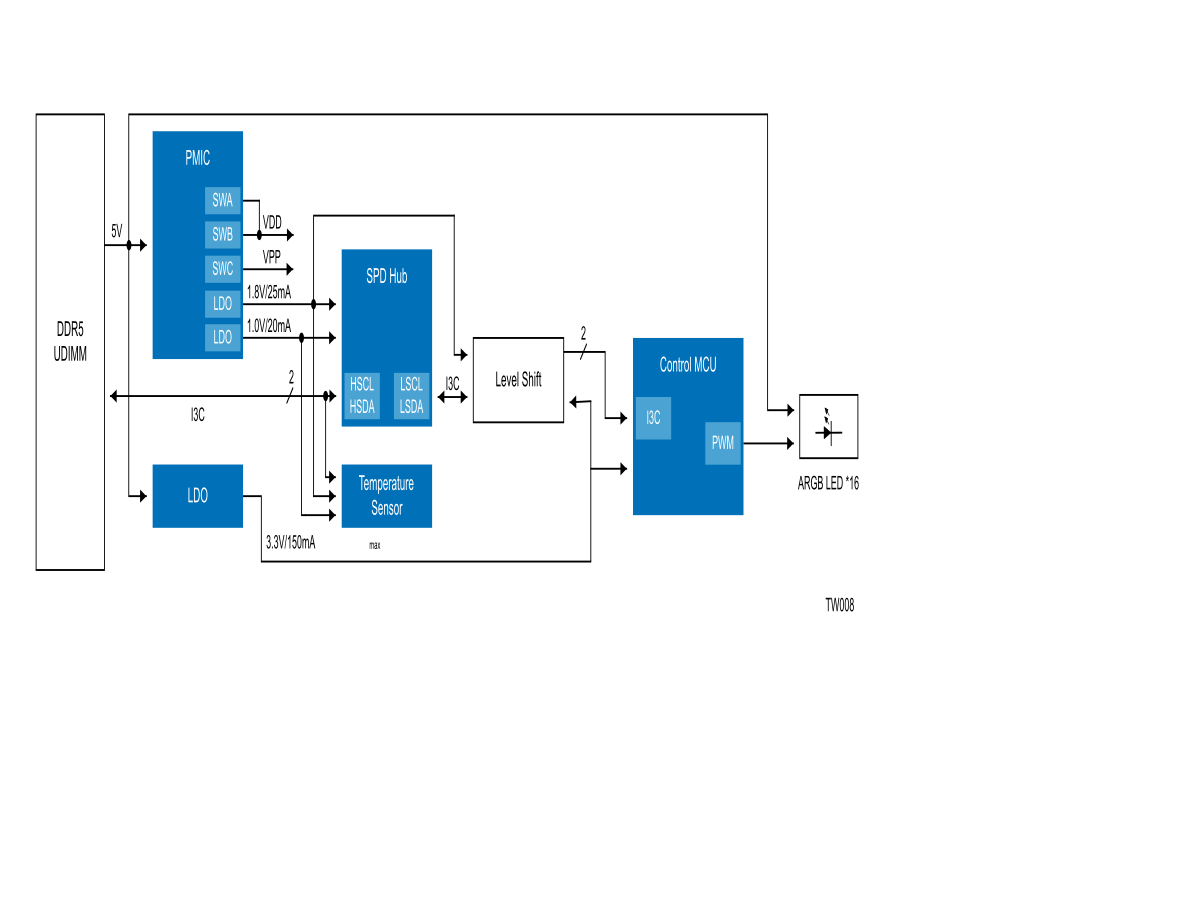 DDR5
UDIMM
5V
PMIC
SWA
SWB
SWC
LDO
LDO
VDD
VPP
1.8V/25mA
1.0V/20mA
2
I3C
LDO
3.3V/150mA
SPD Hub
HSCL
HSDA
LSCL
LSDA
Temperature
Sensor
max
I3C
Level Shift
2
Control MCU
I3C
PWM
ARGB LED *16
TW008